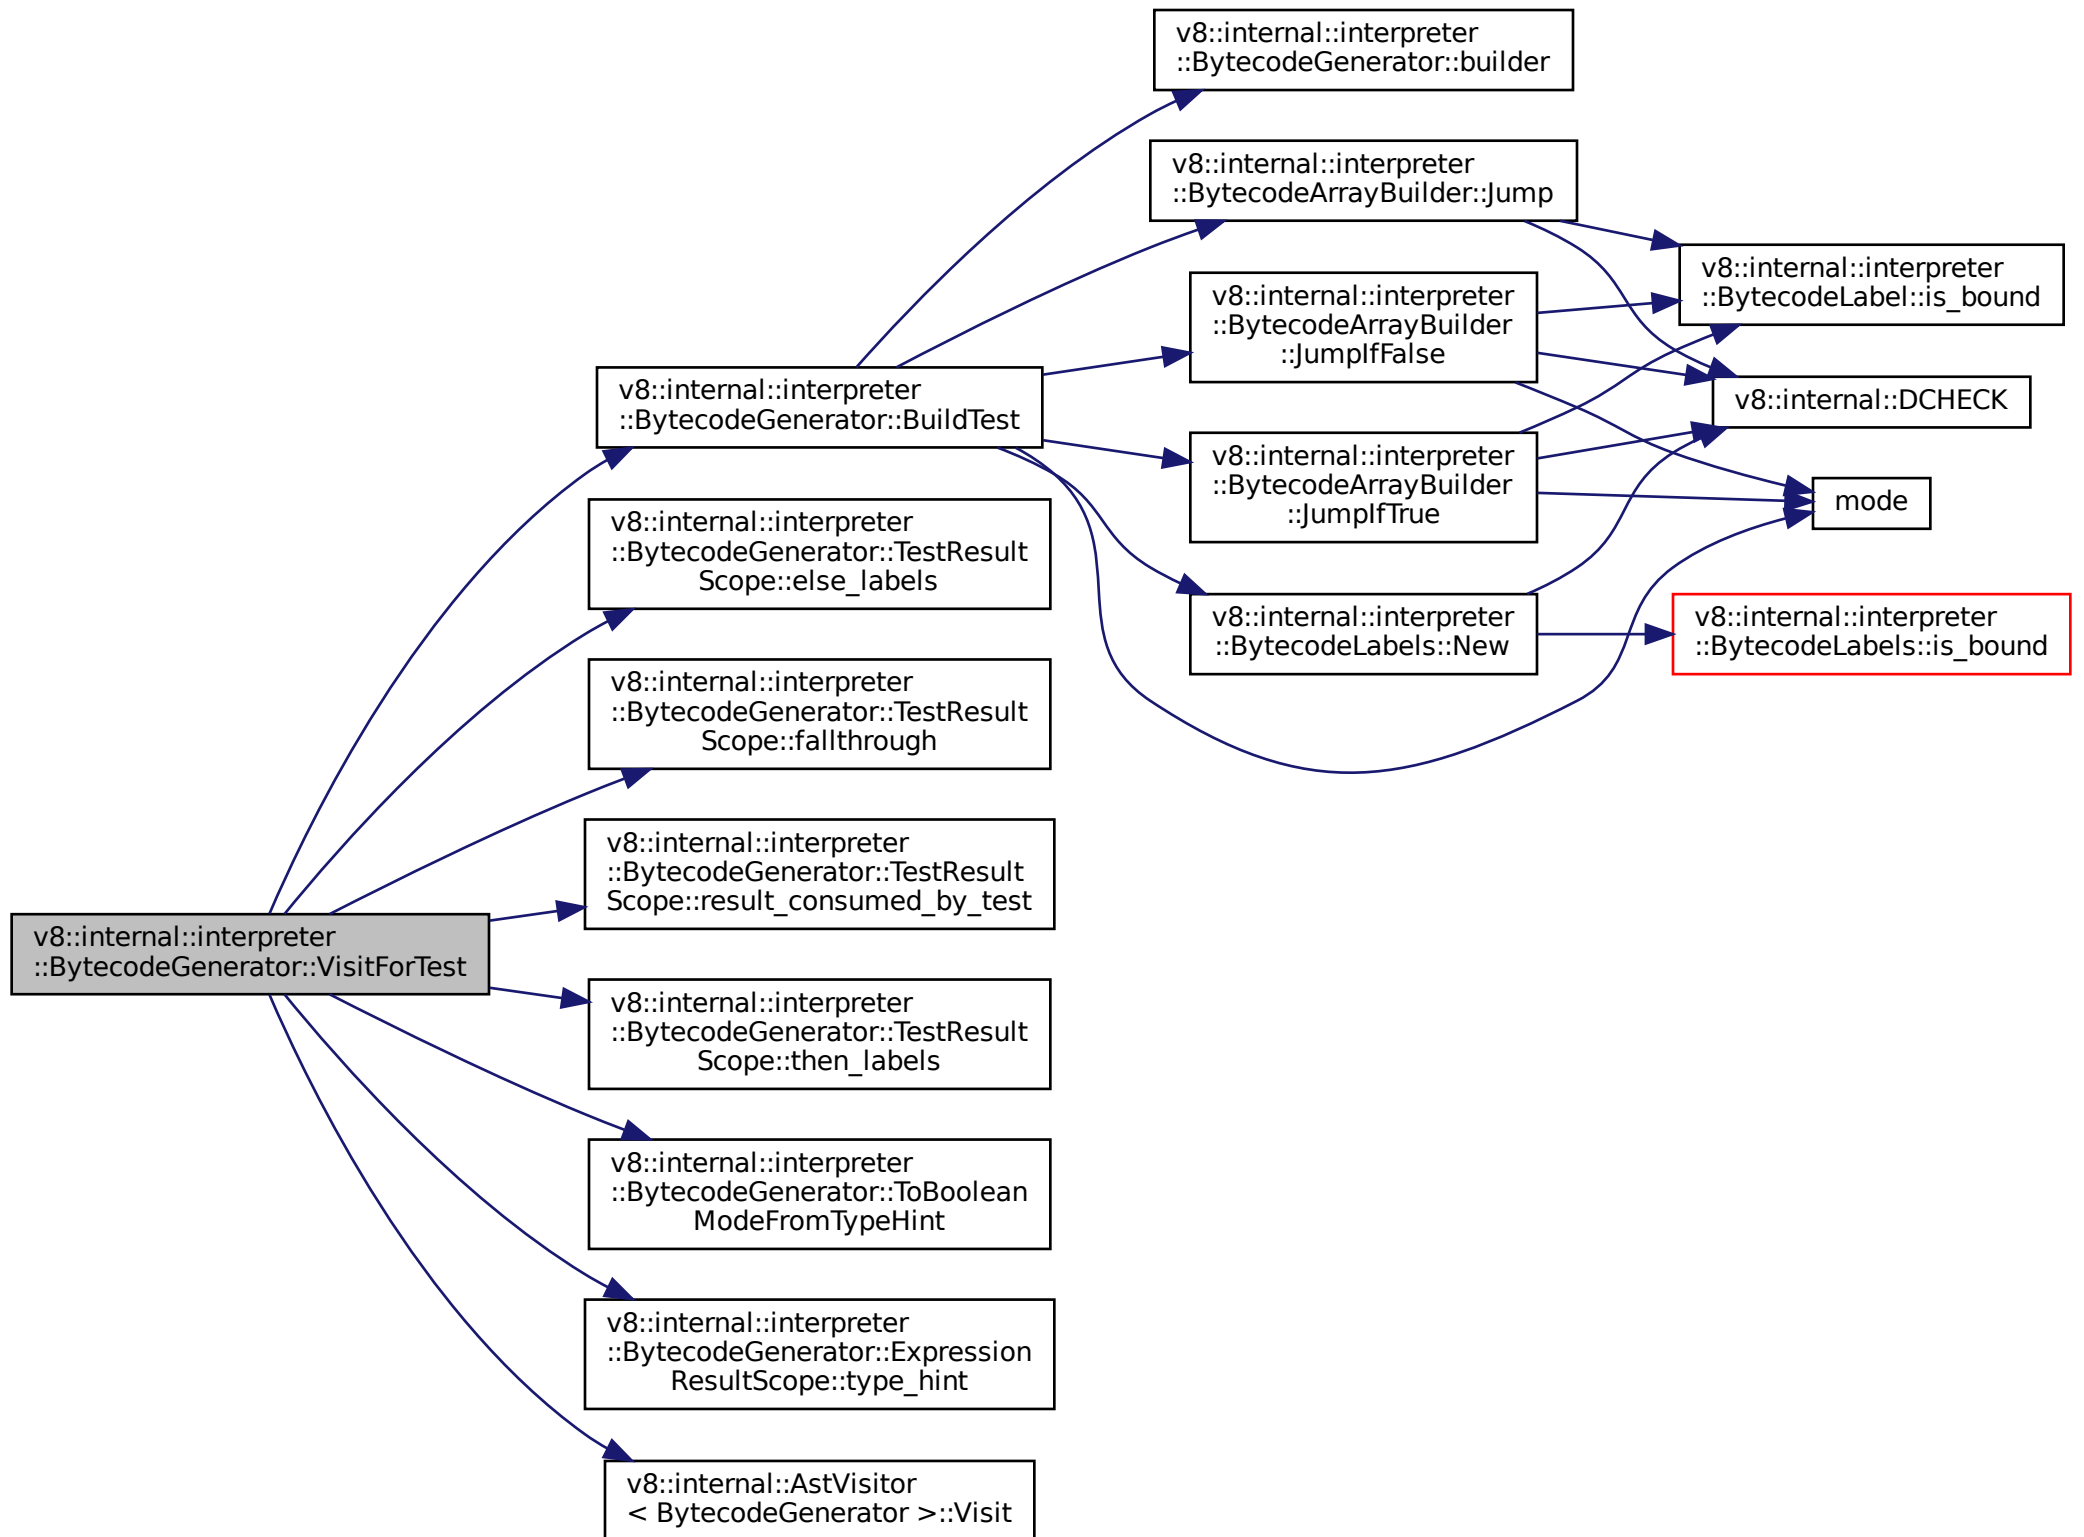 v8::internal::interpreter
::BytecodeGenerator::VisitForTest
v8::internal::interpreter
::BytecodeGenerator::BuildTest
v8::internal::interpreter
::BytecodeGenerator::TestResult
Scope::else_labels
v8::internal::interpreter
::BytecodeGenerator::TestResult
Scope::fallthrough
v8::internal::interpreter
::BytecodeGenerator::TestResult
Scope::result_consumed_by_test
v8::internal::interpreter
::BytecodeGenerator::TestResult
Scope::then_labels
v8::internal::interpreter
::BytecodeGenerator::ToBoolean
ModeFromTypeHint
v8::internal::interpreter
::BytecodeGenerator::Expression
ResultScope::type_hint
v8::internal::AstVisitor
< BytecodeGenerator >::Visit
v8::internal::interpreter
::BytecodeGenerator::builder
v8::internal::interpreter
::BytecodeArrayBuilder::Jump
v8::internal::interpreter
::BytecodeArrayBuilder
::JumpIfFalse
v8::internal::interpreter
::BytecodeArrayBuilder
::JumpIfTrue
v8::internal::interpreter
::BytecodeLabels::New
v8::internal::interpreter
::BytecodeLabel::is_bound
v8::internal::DCHECK
mode
v8::internal::interpreter
::BytecodeLabels::is_bound